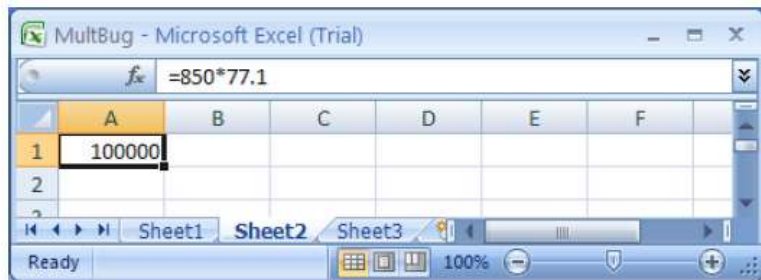 MultBug - Microsoft Excel (Trial)
fx =850*77.1
A B C D E F
1 100000
2
Sheet1 Sheet2 Sheet3
Ready 100%